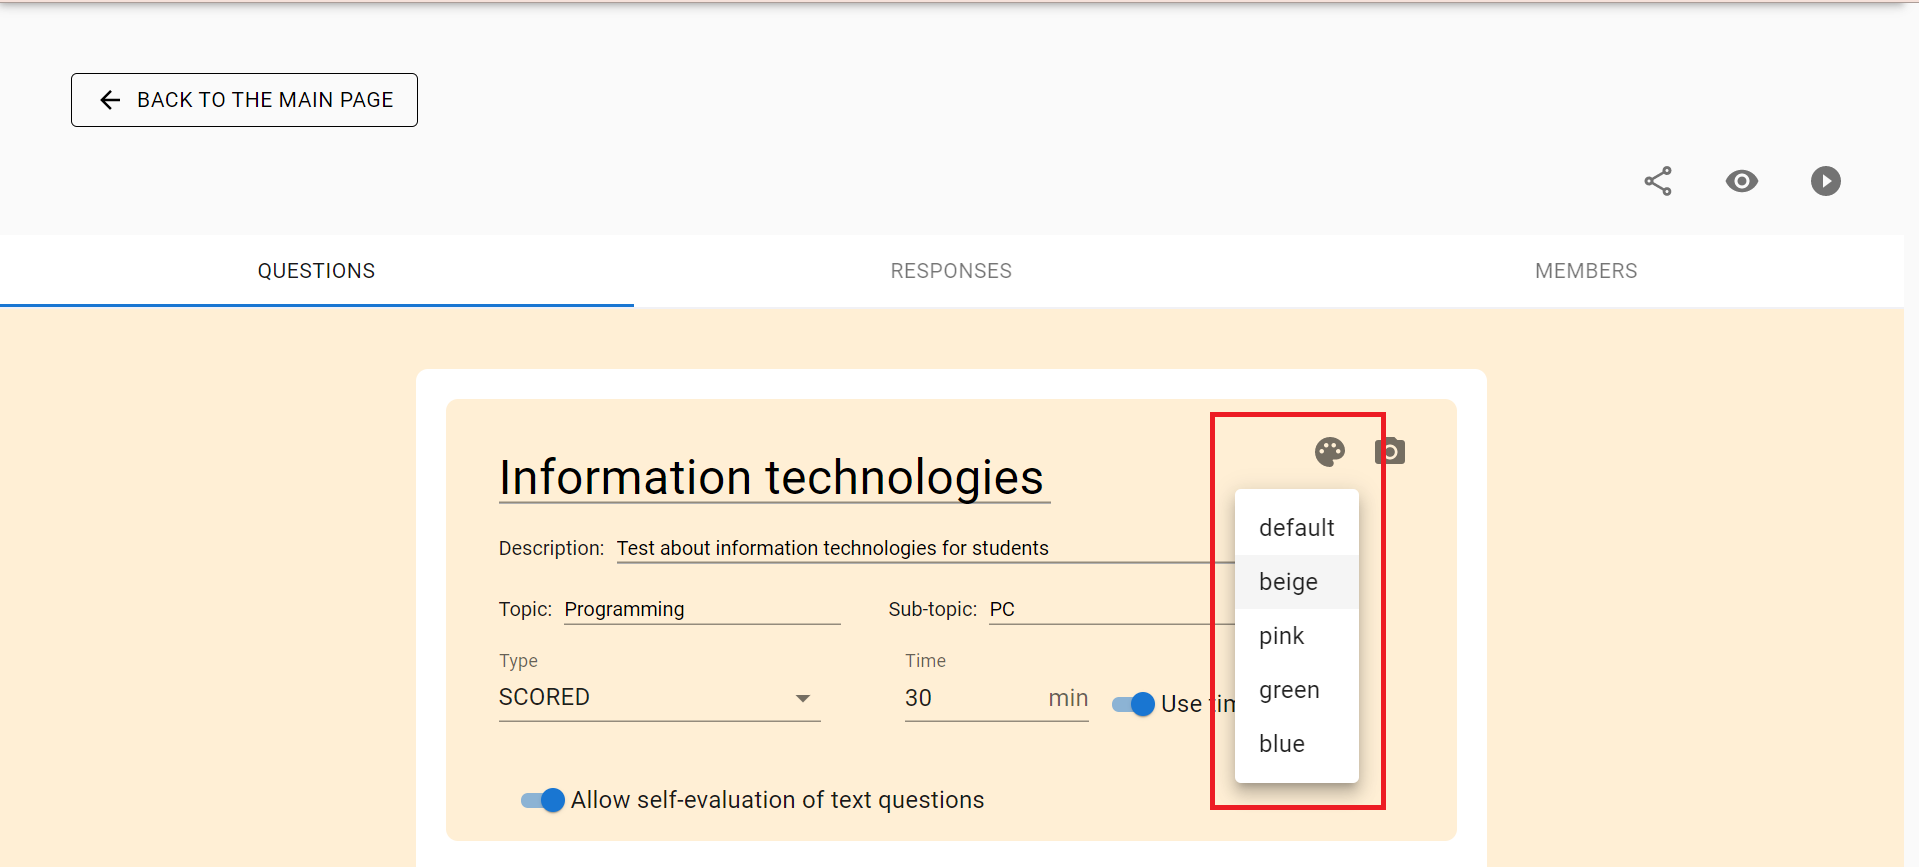 BACK TO THE MAIN PAGE
QUESTIONS RESPONSES MEMBERS
Information technologies
Description: Test about information technologies for students
Topic: Programming Sub-topic: PC
Type Time
SCORED 30 min Use
Allow self-evaluation of text questions
default
beige
pink
green
blue